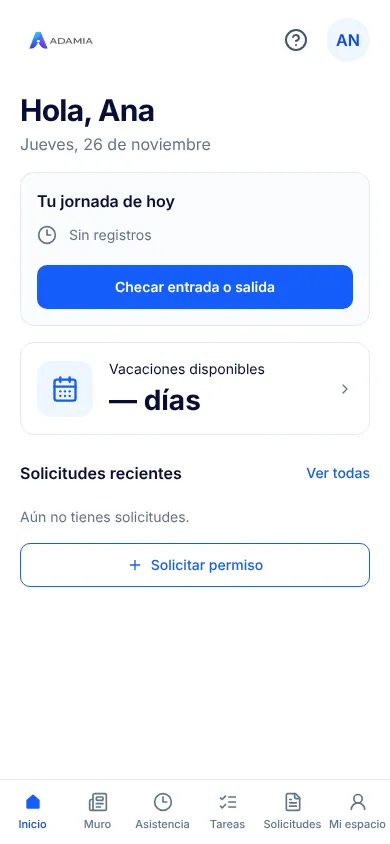 ADAMIA
AN
Hola, Ana
Jueves, 26 de noviembre
Tu jornada de hoy
Sin registros
Checar entrada o salida
Vacaciones disponibles
— días
Solicitudes recientes
Ver todas
Aún no tienes solicitudes.
+ Solicitar permiso
Inicio
Muro
Asistencia
Tareas
Solicitudes
Mi espacio